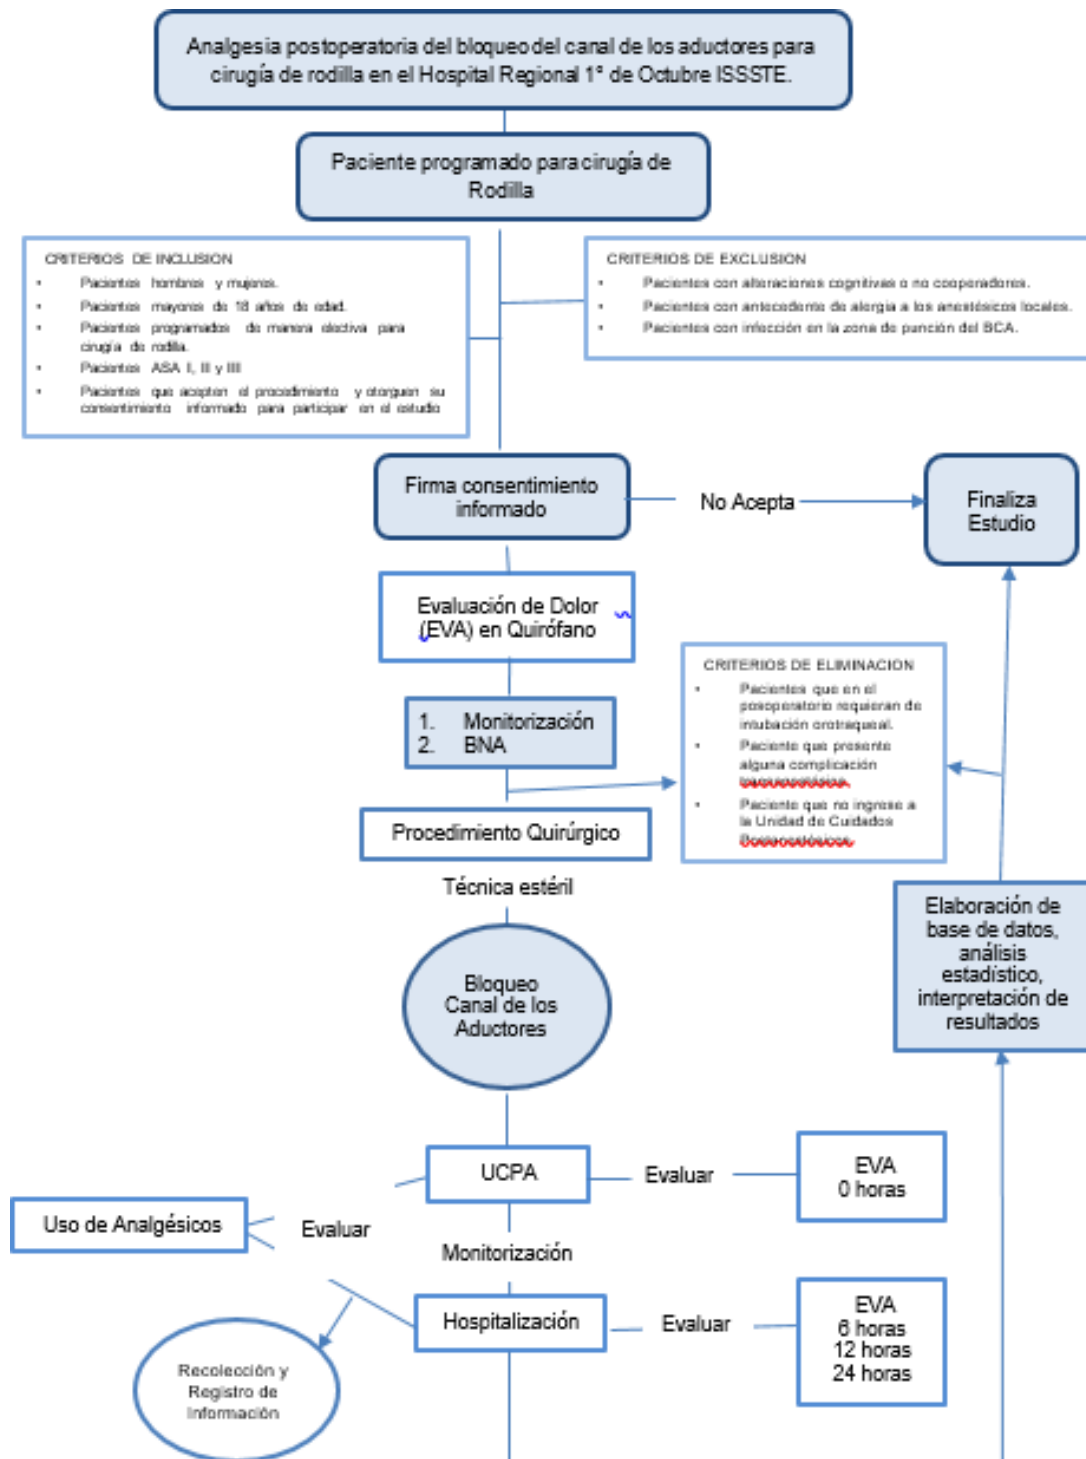 Analgesia postoperatoria del bloqueo del canal de los aductores para
cirugía de rodilla en el Hospital Regional 1° de Octubre ISSSTE.
Paciente programado para cirugía de
Rodilla
CRITERIOS DE INCLUSION
• Pacientes hombres y mujeres.
• Pacientes mayores de 18 años de edad.
• Pacientes programados de manera electiva para
cirugía de rodilla.
• Pacientes ASA I, II y III
• Pacientes que acepten el procedimiento y otorguen su
consentimiento informado para participar en el estudio
CRITERIOS DE EXCLUSION
• Pacientes con alteraciones cognitivas o no cooperadores.
• Pacientes con antecedente de alergia a los anestésicos locales.
• Pacientes con infección en la zona de punción del BCA.
Firma consentimiento
informado
No Acepta
Finaliza
Estudio
Evaluación de Dolor
(EVA) en Quirófano
1. Monitorización
2. BNA
CRITERIOS DE ELIMINACION
• Pacientes que en el
posoperatorio requieran de
intubación orotraqueal.
• Paciente que presente
alguna complicación
transanestésica.
• Paciente que no ingrese a
la Unidad de Cuidados
Postanestésicos.
Procedimiento Quirúrgico
Técnica estéril
Bloqueo
Canal de los
Aductores
Elaboración de
base de datos,
análisis
estadístico,
interpretación de
resultados
UCPA
Evaluar
EVA
0 horas
Uso de Analgésicos
Evaluar
Monitorización
Hospitalización
Evaluar
EVA
6 horas
12 horas
24 horas
Recolección y
Registro de
Información